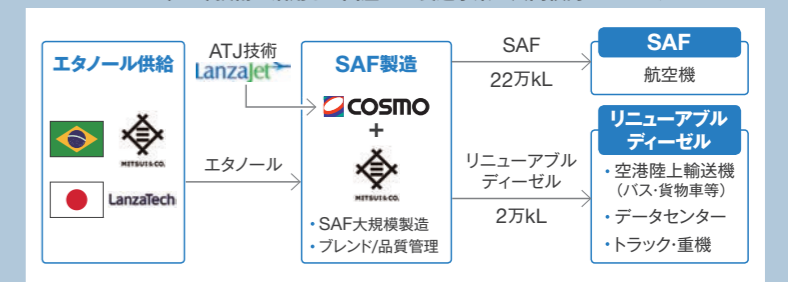 エタノール供給
MITSUI & CO.
LanzaTech
ATJ技術
LanzaJet
エタノール
SAF製造
COSMO
+
MITSUI & CO.
・SAF大規模製造
・ブレンド/品質管理
SAF
22万kL
リニューアブル
ディーゼル
2万kL
SAF
航空機
リニューアブル
ディーゼル
・空港陸上輸送機
(バス・貨物車等)
・データセンター
・トラック・重機